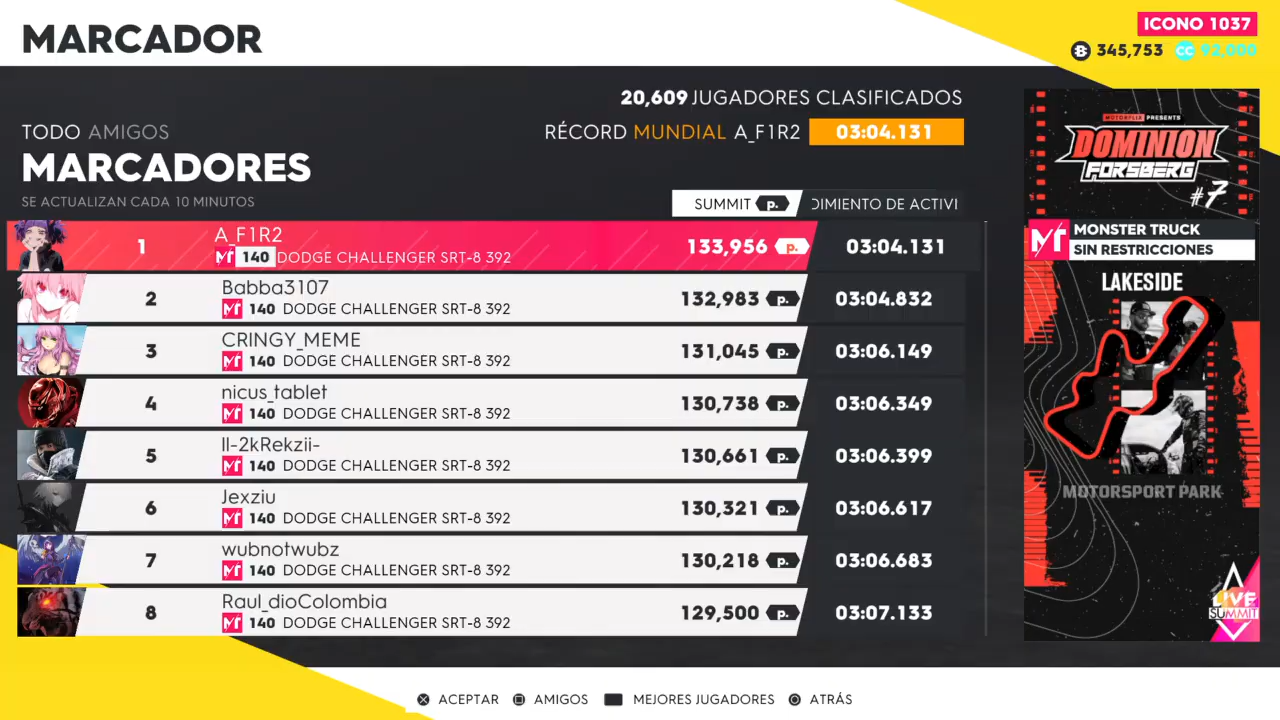 MARCADOR
ICONO 1037
345,753 CC 92,000
20,609 JUGADORES CLASIFICADOS
TODO AMIGOS
RÉCORD MUNDIAL A_F1R2 03:04.131
MARCADORES
SE ACTUALIZAN CADA 10 MINUTOS
SUMMIT p. DIMIENTO DE ACTIVI
1 A_F1R2 133,956 p. 03:04.131
140 DODGE CHALLENGER SRT-8 392
2 Babba3107 132,983 p. 03:04.832
140 DODGE CHALLENGER SRT-8 392
3 CRINGY_MEME 131,045 p. 03:06.149
140 DODGE CHALLENGER SRT-8 392
4 nicus_tablet 130,738 p. 03:06.349
140 DODGE CHALLENGER SRT-8 392
5 II-2kRekzii- 130,661 p. 03:06.399
140 DODGE CHALLENGER SRT-8 392
6 Jexziu 130,321 p. 03:06.617
140 DODGE CHALLENGER SRT-8 392
7 wubnotwubz 130,218 p. 03:06.683
140 DODGE CHALLENGER SRT-8 392
8 Raul_dioColombia 129,500 p. 03:07.133
140 DODGE CHALLENGER SRT-8 392
MOTORFLIX PRESENTS
DOMINION
FORSBERG
#7
MONSTER TRUCK
SIN RESTRICCIONES
LAKESIDE
MOTORSPORT PARK
LIVE
SUMMIT
ACEPTAR AMIGOS MEJORES JUGADORES ATRÁS